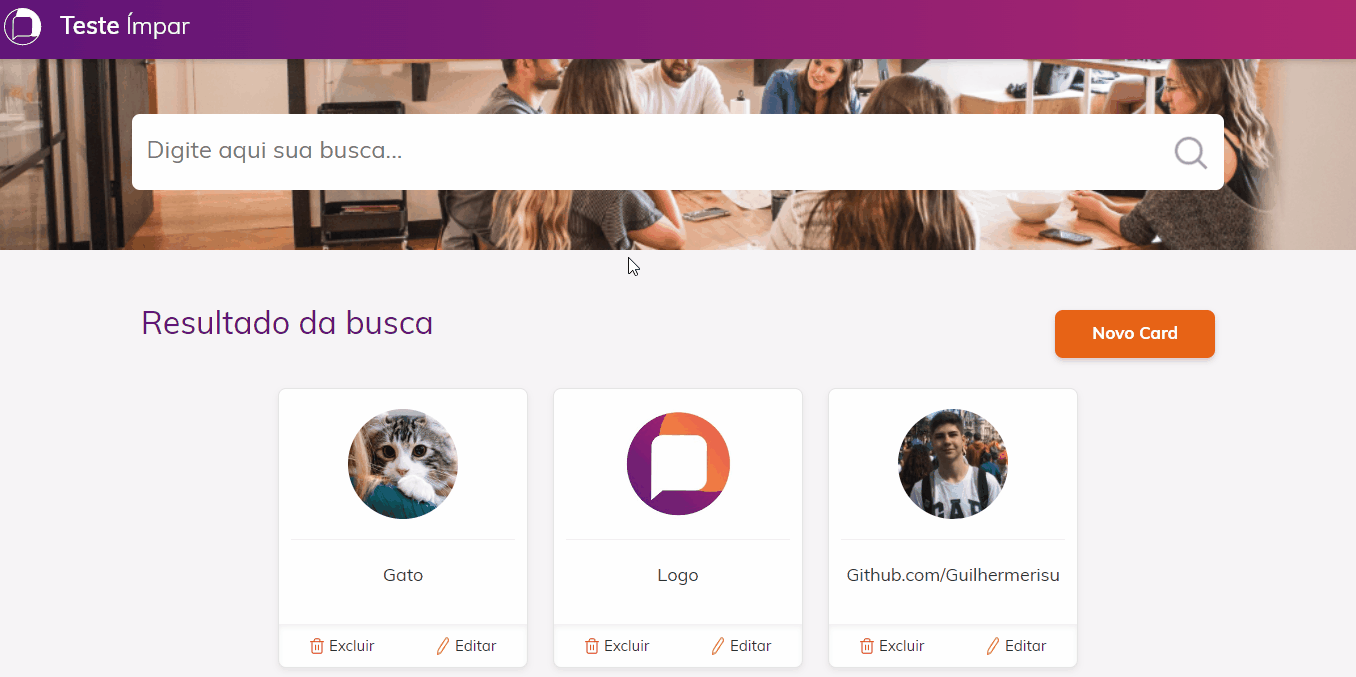 Teste Ímpar
Digite aqui sua busca...
Resultado da busca
Novo Card
Gato
Logo
Github.com/Guilhermerisu
Excluir Editar
Excluir Editar
Excluir Editar
GAP